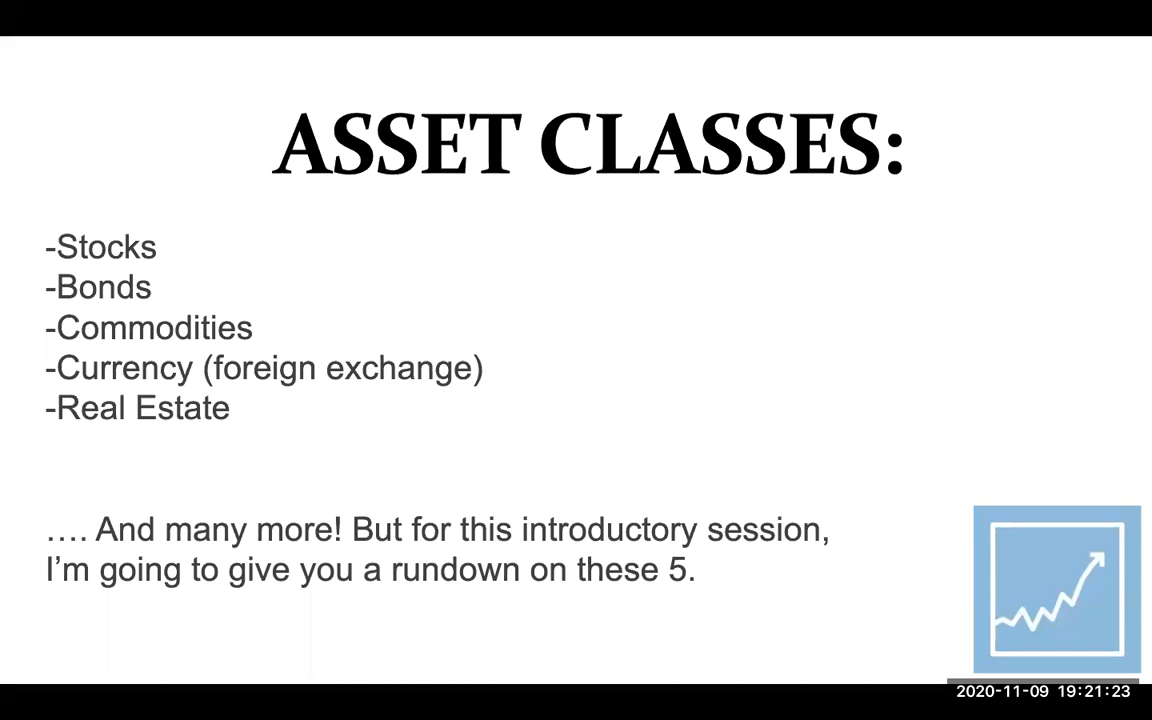 ASSET CLASSES:
-Stocks
-Bonds
-Commodities
-Currency (foreign exchange)
-Real Estate
…. And many more! But for this introductory session,
I’m going to give you a rundown on these 5.
2020-11-09 19:21:23